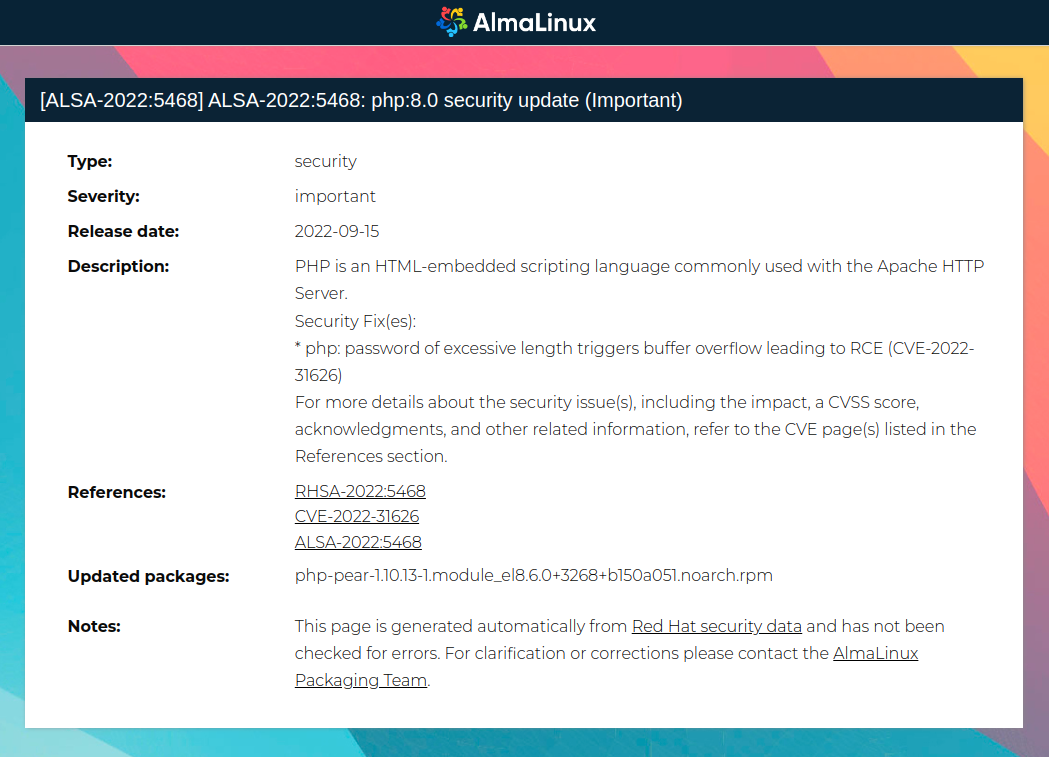 AlmaLinux
[ALSA-2022:5468] ALSA-2022:5468: php:8.0 security update (Important)
Type: security
Severity: important
Release date: 2022-09-15
Description: PHP is an HTML-embedded scripting language commonly used with the Apache HTTP
Server.
Security Fix(es):
* php: password of excessive length triggers buffer overflow leading to RCE (CVE-2022-
31626)
For more details about the security issue(s), including the impact, a CVSS score,
acknowledgments, and other related information, refer to the CVE page(s) listed in the
References section.
References: RHSA-2022:5468
CVE-2022-31626
ALSA-2022:5468
Updated packages: php-pear-1.10.13-1.module_el8.6.0+3268+b150a051.noarch.rpm
Notes: This page is generated automatically from Red Hat security data and has not been
checked for errors. For clarification or corrections please contact the AlmaLinux
Packaging Team.